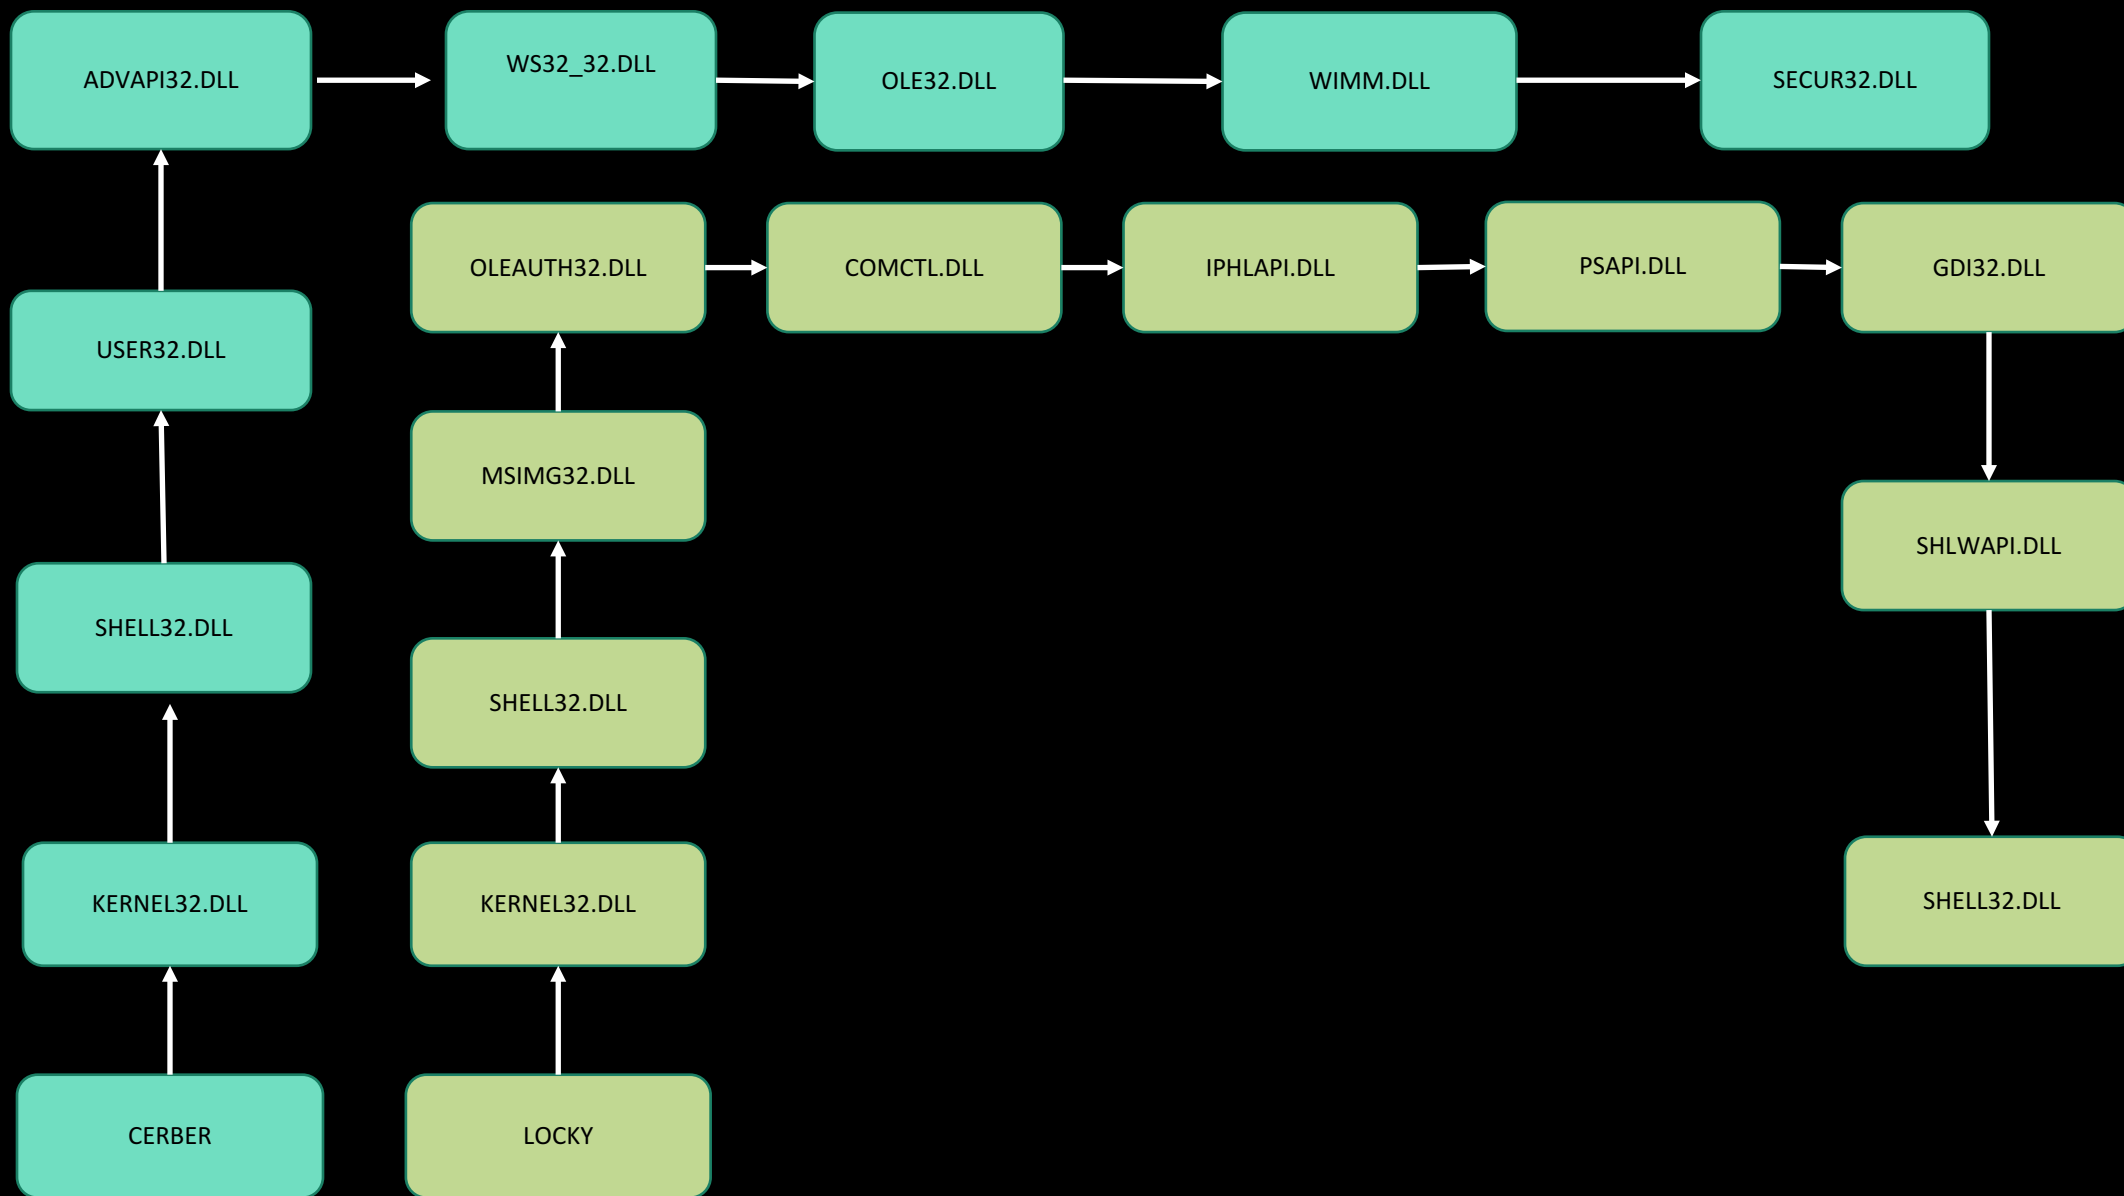 ADVAPI32.DLL
WS32_32.DLL
OLE32.DLL
WIMM.DLL
SECUR32.DLL
OLEAUTH32.DLL
COMCTL.DLL
IPHLAPI.DLL
PSAPI.DLL
GDI32.DLL
USER32.DLL
MSIMG32.DLL
SHLWAPI.DLL
SHELL32.DLL
SHELL32.DLL
KERNEL32.DLL
KERNEL32.DLL
SHELL32.DLL
CERBER
LOCKY